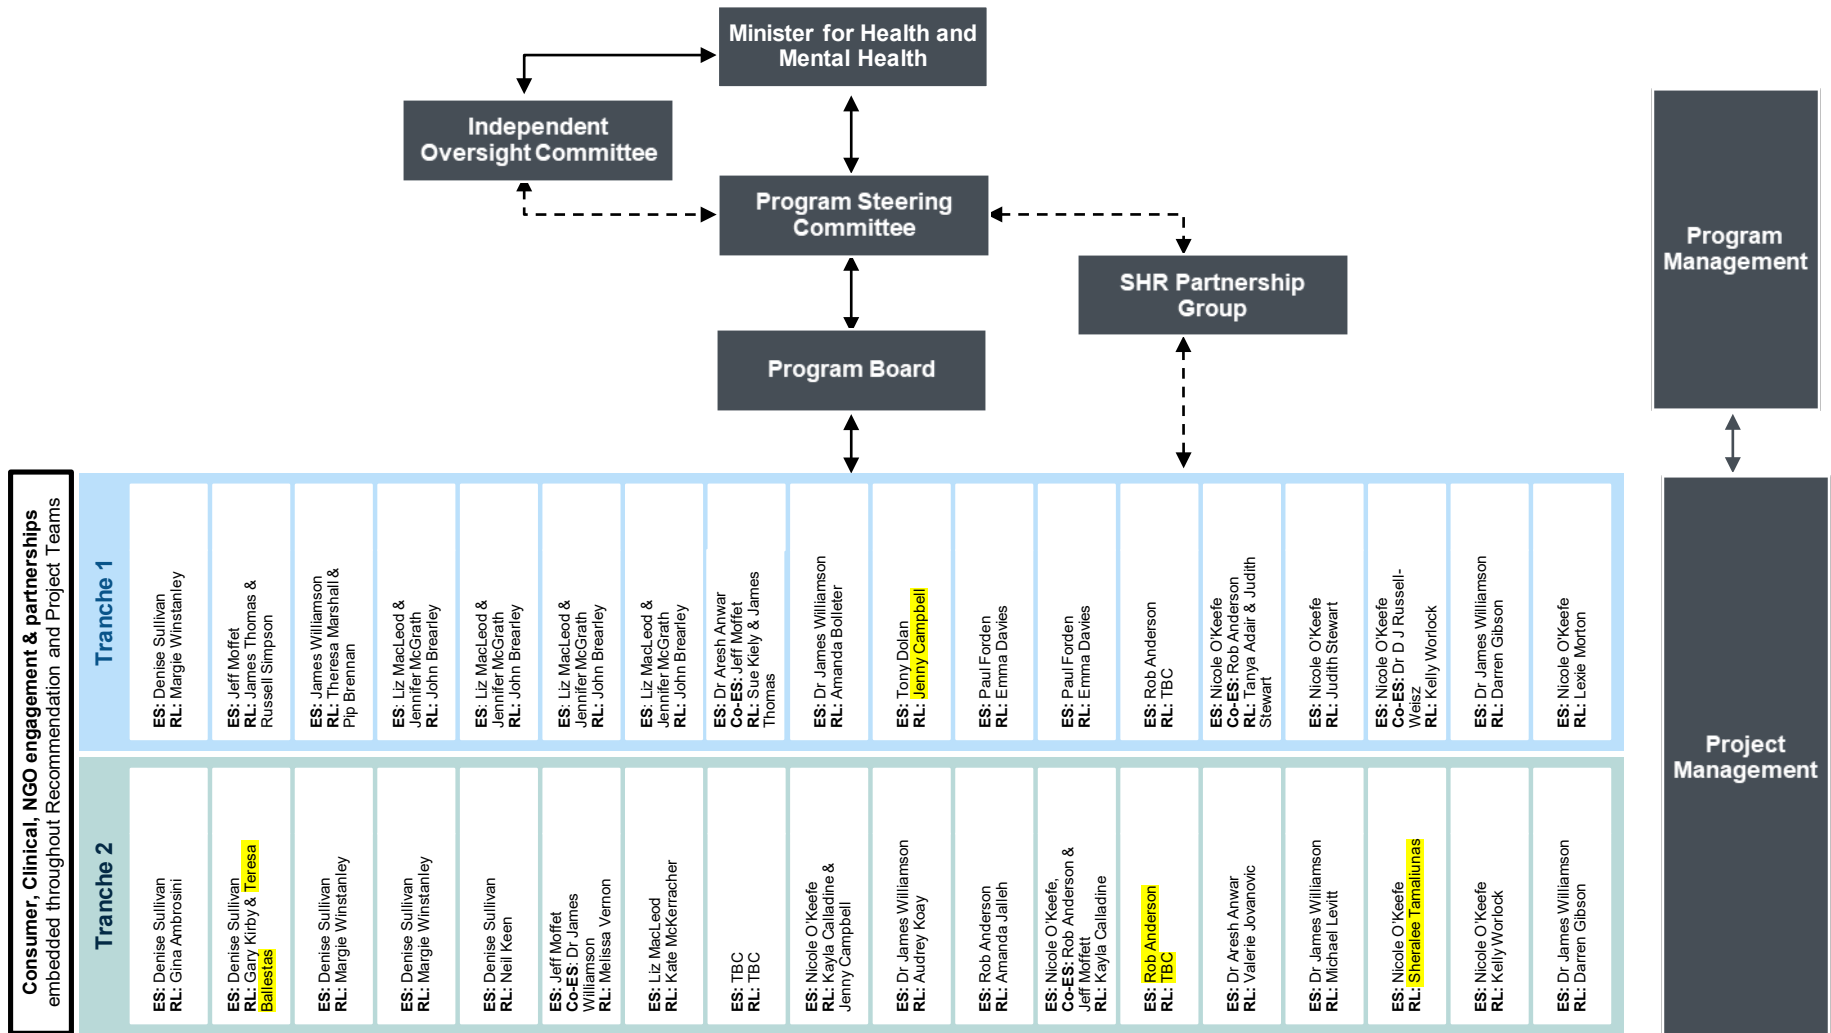 Minister for Health and
Mental Health
Independent
Oversight Committee
Program Steering
Committee
SHR Partnership
Group
Program Board
Program
Management
Project
Management
Consumer, Clinical, NGO engagement & partnerships
embedded throughout Recommendation and Project Teams
Tranche 1
ES: Denise Sullivan
RL: Margie Winstanley
ES: Jeff Moffet
RL: James Thomas &
Russell Simpson
ES: James Williamson
RL: Theresa Marshall &
Pip Brennan
ES: Liz MacLeod &
Jennifer McGrath
RL: John Brearley
ES: Liz MacLeod &
Jennifer McGrath
RL: John Brearley
ES: Liz MacLeod &
Jennifer McGrath
RL: John Brearley
ES: Liz MacLeod &
Jennifer McGrath
RL: John Brearley
ES: Dr Aresh Anwar
Co-ES: Jeff Moffet
RL: Sue Kiely & James
Thomas
ES: Dr James Williamson
RL: Amanda Bolleter
ES: Tony Dolan
RL: Jenny Campbell
ES: Paul Forden
RL: Emma Davies
ES: Paul Forden
RL: Emma Davies
ES: Rob Anderson
RL: TBC
ES: Nicole O'Keefe
Co-ES: Rob Anderson
RL: Tanya Adair & Judith
Stewart
ES: Nicole O'Keefe
RL: Judith Stewart
ES: Nicole O'Keefe
Co-ES: Dr D J Russell-
Weisz
RL: Kelly Worlock
ES: Dr James Williamson
RL: Darren Gibson
ES: Nicole O'Keefe
RL: Lexie Morton
Tranche 2
ES: Denise Sullivan
RL: Gina Ambrosini
ES: Denise Sullivan
RL: Gary Kirby & Teresa
Ballestas
ES: Denise Sullivan
RL: Margie Winstanley
ES: Denise Sullivan
RL: Margie Winstanley
ES: Denise Sullivan
RL: Neil Keen
ES: Jeff Moffet
Co-ES: Dr James
Williamson
RL: Melissa Vernon
ES: Liz MacLeod
RL: Kate McKerracher
ES: TBC
RL: TBC
ES: Nicole O'Keefe
RL: Kayla Calladine &
Jenny Campbell
ES: Dr James Williamson
RL: Audrey Koay
ES: Rob Anderson
RL: Amanda Jalleh
ES: Nicole O'Keefe,
Co-ES: Rob Anderson &
Jeff Moffett
RL: Kayla Calladine
ES: Rob Anderson
RL: TBC
ES: Dr Aresh Anwar
RL: Valerie Jovanovic
ES: Dr James Williamson
RL: Michael Levitt
ES: Nicole O'Keefe
RL: Sheralee Tamaliunas
ES: Nicole O'Keefe
RL: Kelly Worlock
ES: Dr James Williamson
RL: Darren Gibson